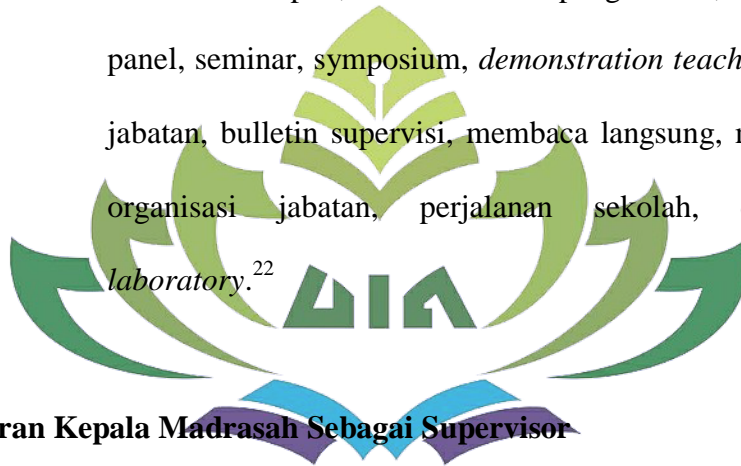 panel, seminar, symposium, demonstration teach
jabatan, bulletin supervisi, membaca langsung,
organisasi jabatan, perjalanan sekolah,
laboratory.22
UIN
ran Kepala Madrasah Sebagai Supervisor